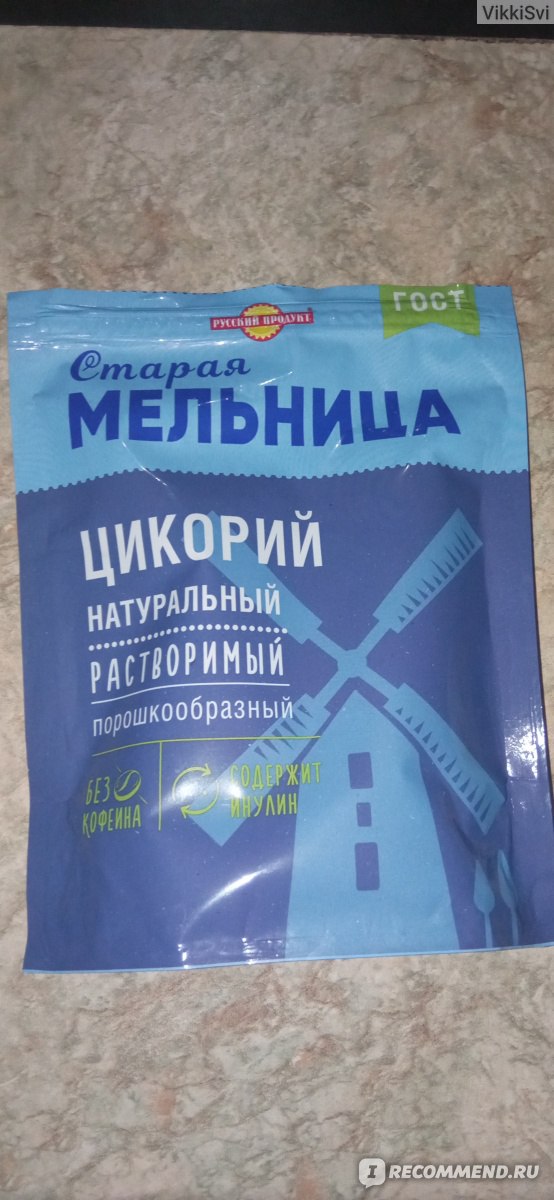 VikkiSvi
РУССКИЙ ПРОДУКТ
ГОСТ
Старая
МЕЛЬНИЦА
ЦИКОРИЙ
НАТУРАЛЬНЫЙ
РАСТВОРИМЫЙ
порошкообразный
БЕЗ
КОФЕИНА
СОДЕРЖИТ
ИНУЛИН
I RECOMMEND.RU